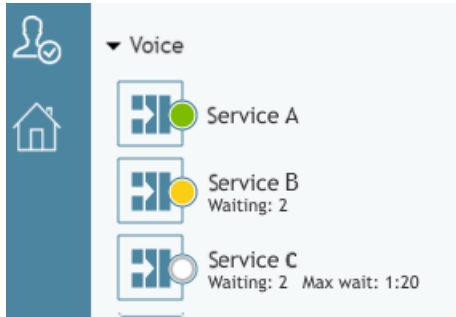 Voice
Service A
Service B
Waiting: 2
Service C
Waiting: 2 Max wait: 1:20